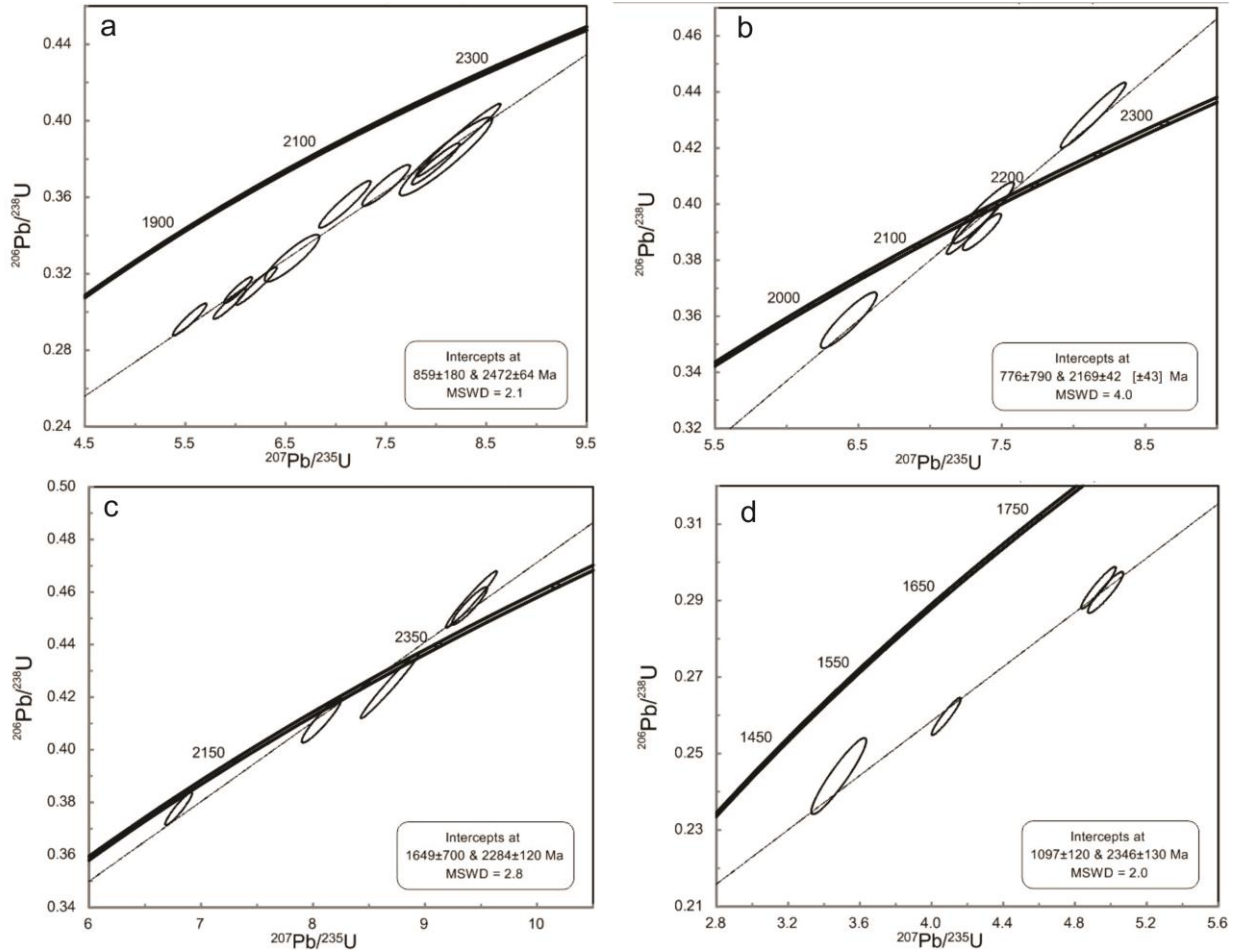 a
0.44
0.40
0.36
0.32
0.28
0.24
²⁰⁶Pb/²³⁸U
1900
2100
2300
Intercepts at
859±180 & 2472±64 Ma
MSWD = 2.1
4.5 5.5 6.5 7.5 8.5 9.5
²⁰⁷Pb/²³⁵U
b
0.46
0.44
0.42
0.40
0.38
0.36
0.34
0.32
²⁰⁶Pb/²³⁸U
2000
2100
2200
2300
Intercepts at
776±790 & 2169±42 [±43] Ma
MSWD = 4.0
5.5 6.5 7.5 8.5
²⁰⁷Pb/²³⁵U
c
0.50
0.48
0.46
0.44
0.42
0.40
0.38
0.36
0.34
²⁰⁶Pb/²³⁸U
2150
2350
Intercepts at
1649±700 & 2284±120 Ma
MSWD = 2.8
6 7 8 9 10
²⁰⁷Pb/²³⁵U
d
0.31
0.29
0.27
0.25
0.23
0.21
²⁰⁶Pb/²³⁸U
1450
1550
1650
1750
Intercepts at
1097±120 & 2346±130 Ma
MSWD = 2.0
2.8 3.2 3.6 4.0 4.4 4.8 5.2 5.6
²⁰⁷Pb/²³⁵U